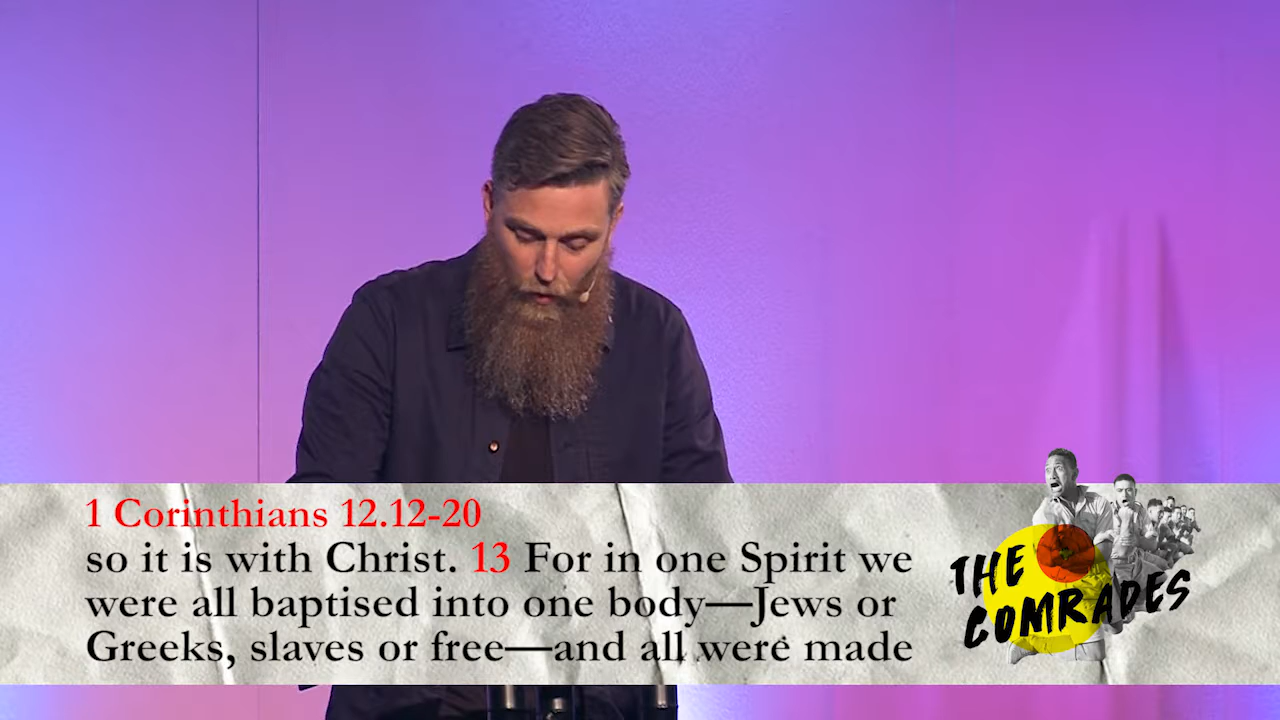 1 Corinthians 12.12-20
so it is with Christ. 13 For in one Spirit we
were all baptised into one body—Jews or
Greeks, slaves or free—and all were made
THE
COMRADES